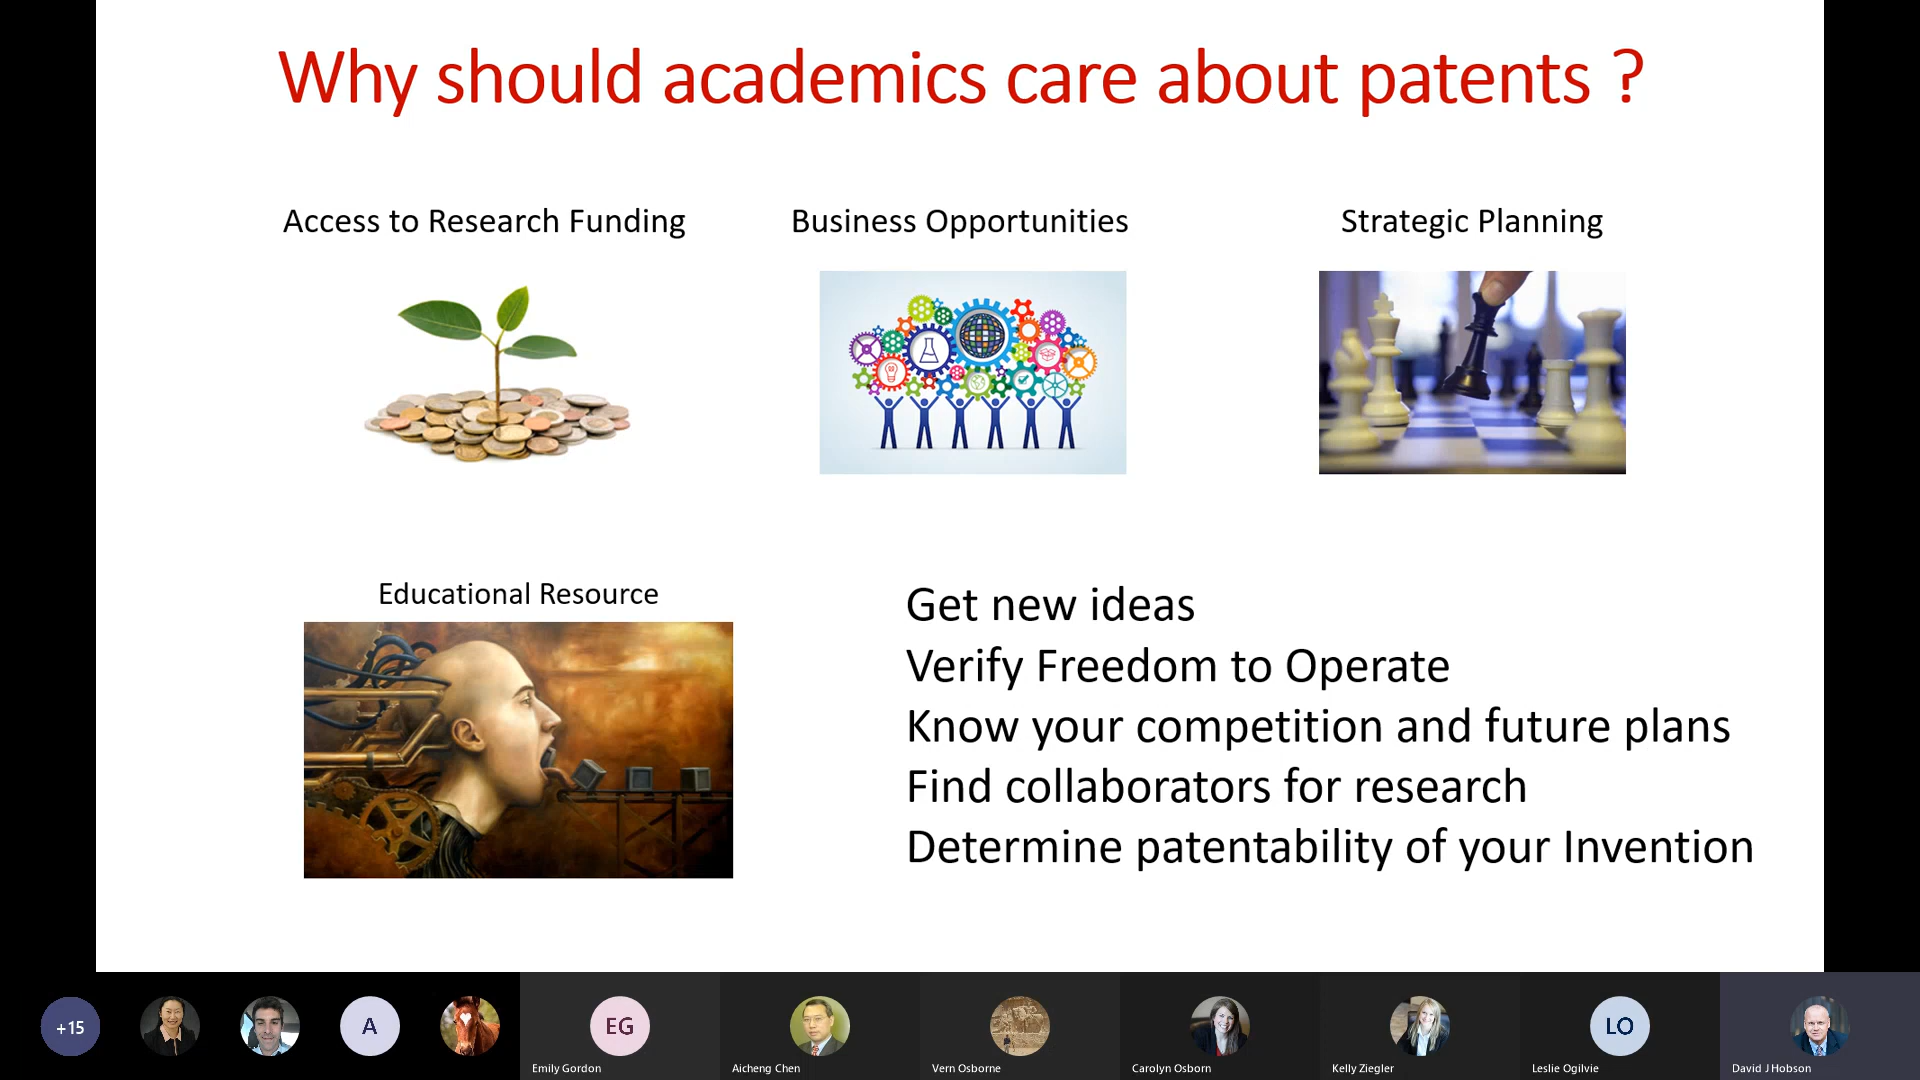 Why should academics care about patents ?
Access to Research Funding
Business Opportunities
Strategic Planning
Educational Resource
Get new ideas
Verify Freedom to Operate
Know your competition and future plans
Find collaborators for research
Determine patentability of your Invention
+15
A
EG
LO
Emily Gordon
Aicheng Chen
Vern Osborne
Carolyn Osborn
Kelly Ziegler
Leslie Ogilvie
David J Hobson